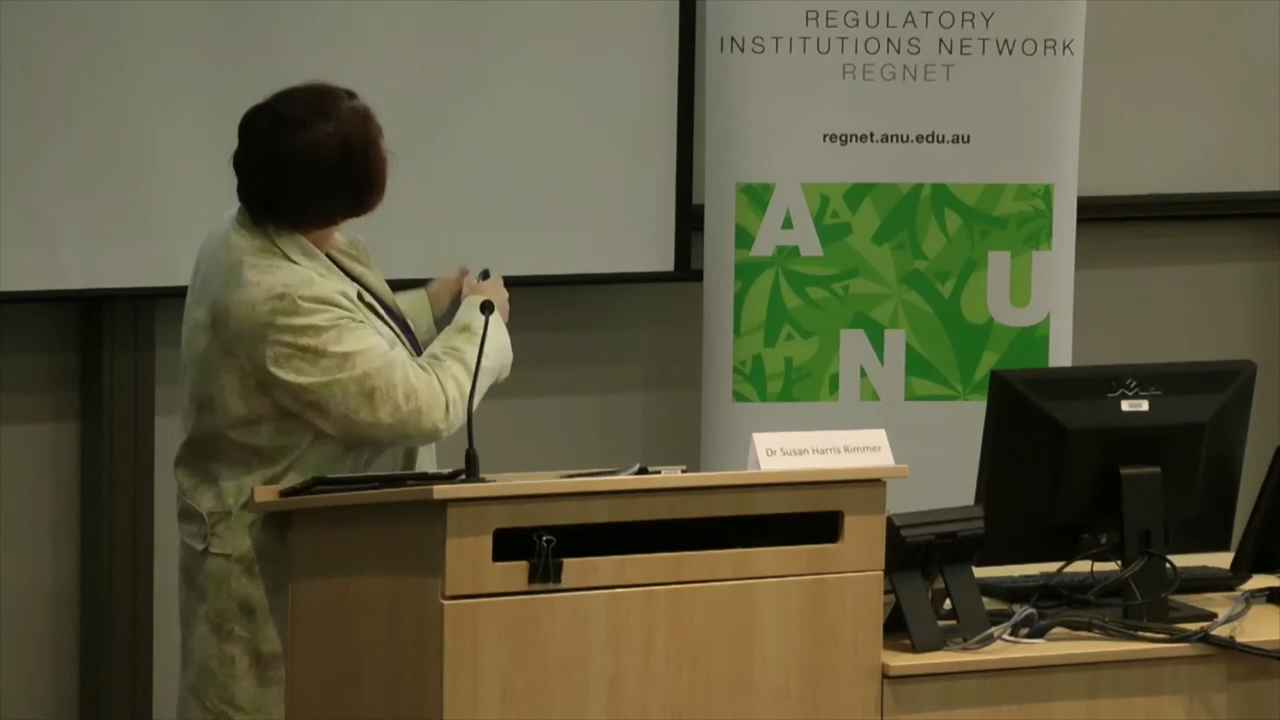 REGULATORY
INSTITUTIONS NETWORK
REGNET
regnet.anu.edu.au
A
U
N
Dr Susan Harris Rimmer